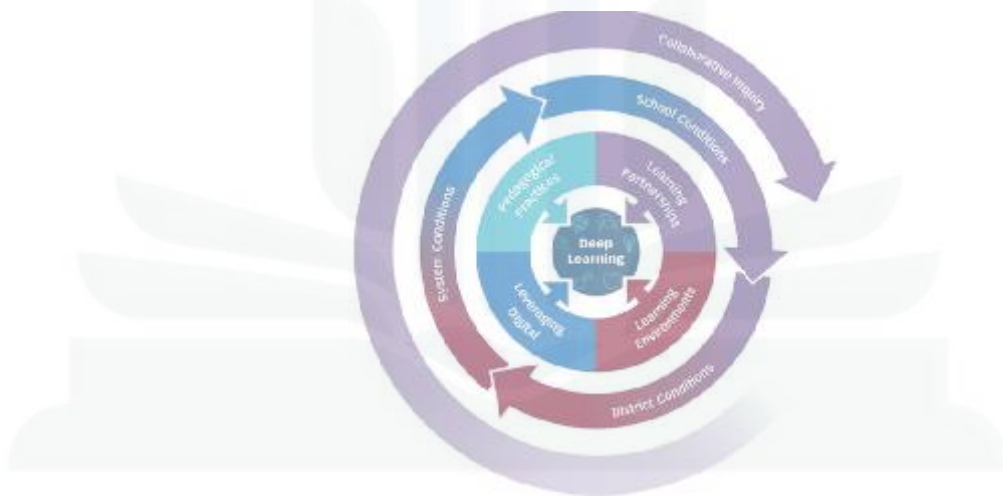 Collaborative Inquiry
School Conditions
System Conditions
District Conditions
Pedagogical
Practices
Learning
Partnerships
Deep
Learning
Leveraging
Digital
Learning
Environments